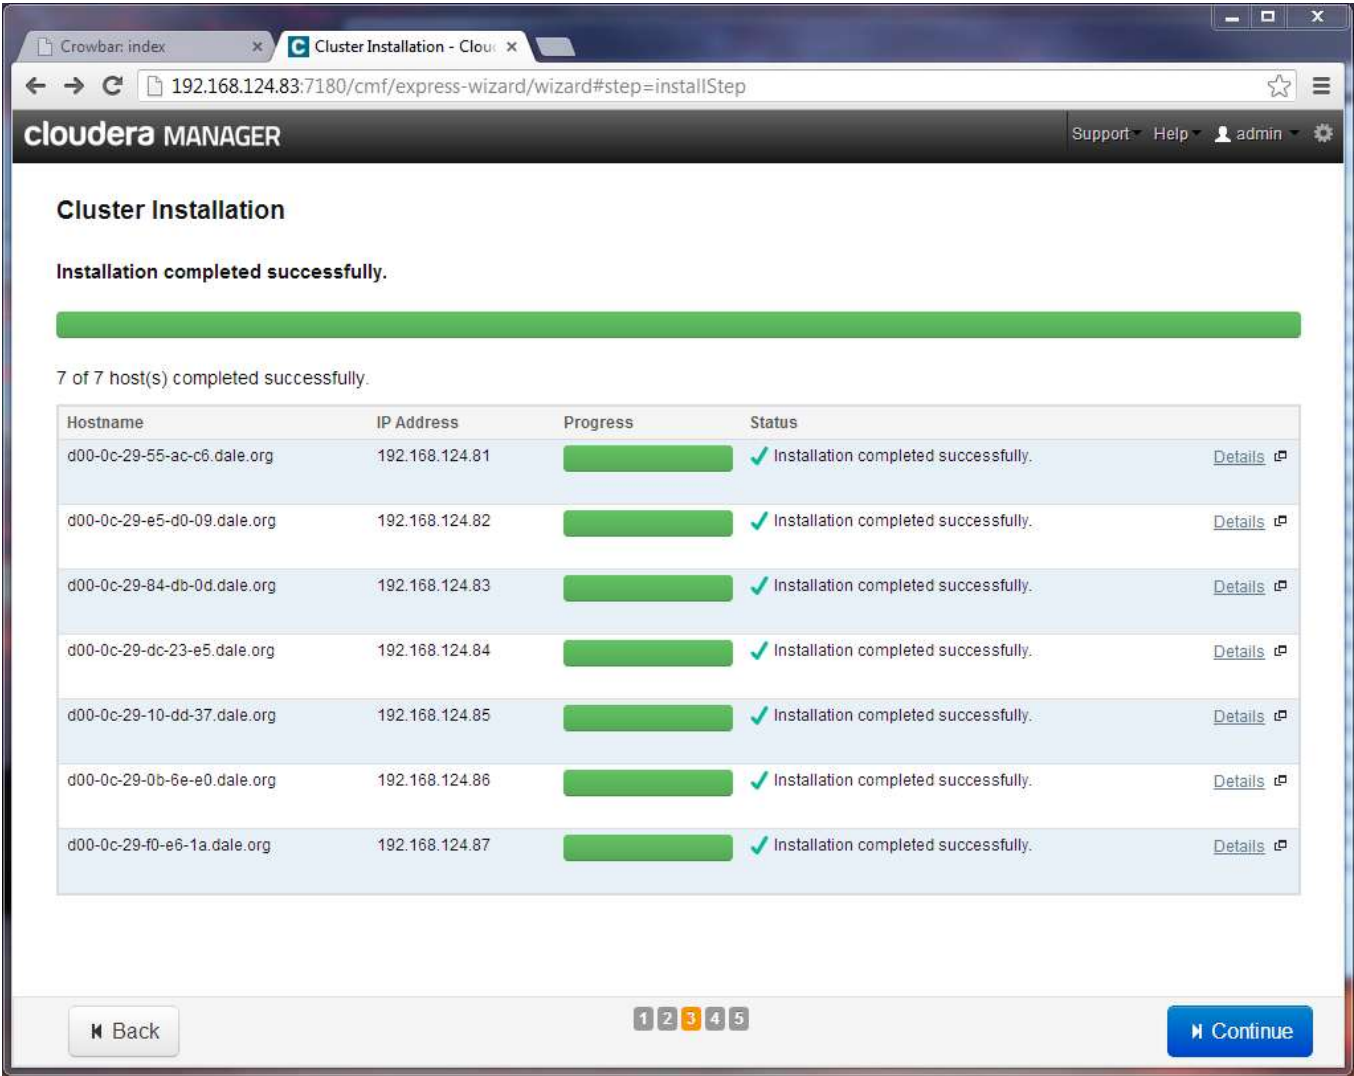 Crowbar: index
Cluster Installation - Clou
192.168.124.83:7180/cmf/express-wizard/wizard#step=installStep
cloudera MANAGER Support Help admin
Cluster Installation
Installation completed successfully.
7 of 7 host(s) completed successfully.
Hostname IP Address Progress Status
d00-0c-29-55-ac-c6.dale.org 192.168.124.81 Installation completed successfully. Details
d00-0c-29-e5-d0-09.dale.org 192.168.124.82 Installation completed successfully. Details
d00-0c-29-84-db-0d.dale.org 192.168.124.83 Installation completed successfully. Details
d00-0c-29-dc-23-e5.dale.org 192.168.124.84 Installation completed successfully. Details
d00-0c-29-10-dd-37.dale.org 192.168.124.85 Installation completed successfully. Details
d00-0c-29-0b-6e-e0.dale.org 192.168.124.86 Installation completed successfully. Details
d00-0c-29-f0-e6-1a.dale.org 192.168.124.87 Installation completed successfully. Details
Back 1 2 3 4 5 Continue